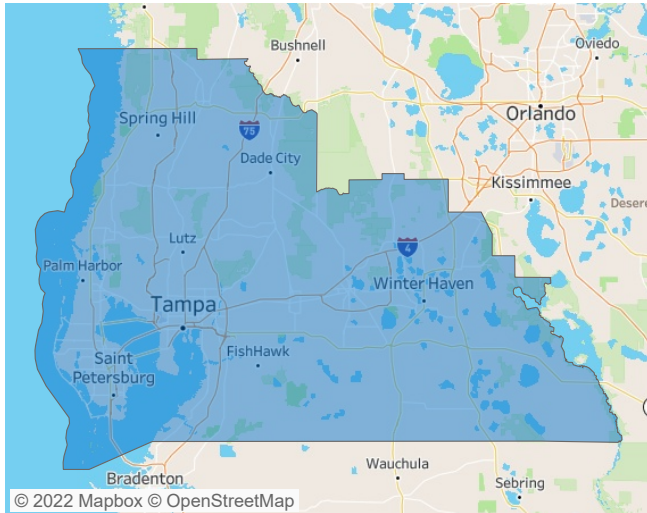 Bushnell
Oviedo
Spring Hill
Orlando
75
Dade City
Kissimmee
Desere
Lutz
4
Palm Harbor
Winter Haven
Tampa
FishHawk
Saint
Petersburg
Wauchula
Bradenton
Sebring
© 2022 Mapbox © OpenStreetMap